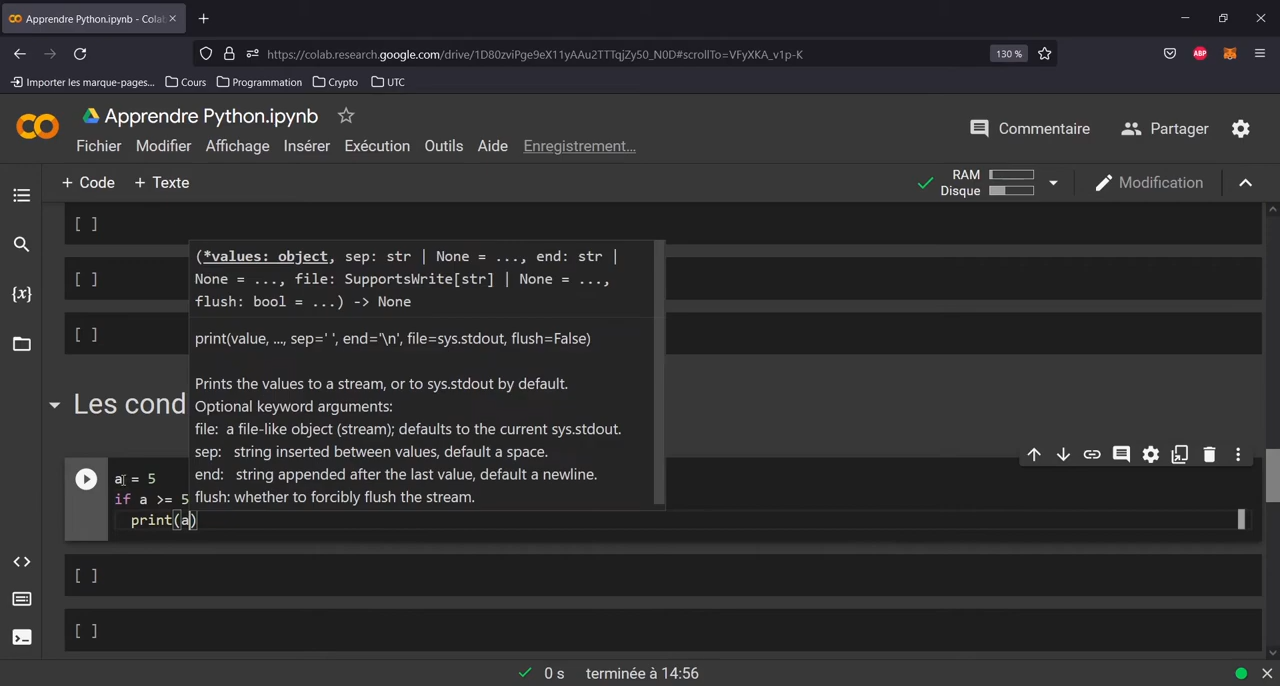 Apprendre Python.ipynb - Colab
https://colab.research.google.com/drive/1D80zviPge9eX11yAAu2TTTqjZy50_N0D#scrollTo=VFyXKA_v1p-K
130 %
ABP
Importer les marque-pages...
Cours
Programmation
Crypto
UTC
CO
Apprendre Python.ipynb
Commentaire
Partager
Fichier
Modifier
Affichage
Insérer
Exécution
Outils
Aide
Enregistrement...
+ Code
+ Texte
RAM
Disque
Modification
[ ]
(*values: object, sep: str | None = ..., end: str |
None = ..., file: SupportsWrite[str] | None = ...,
flush: bool = ...) -> None
[ ]
{x}
[ ]
print(value, ..., sep=' ', end='\n', file=sys.stdout, flush=False)
Prints the values to a stream, or to sys.stdout by default.
Les cond
Optional keyword arguments:
file: a file-like object (stream); defaults to the current sys.stdout.
sep: string inserted between values, default a space.
end: string appended after the last value, default a newline.
flush: whether to forcibly flush the stream.
a = 5
if a >= 5
print(a)
[ ]
[ ]
0 s
terminée à 14:56